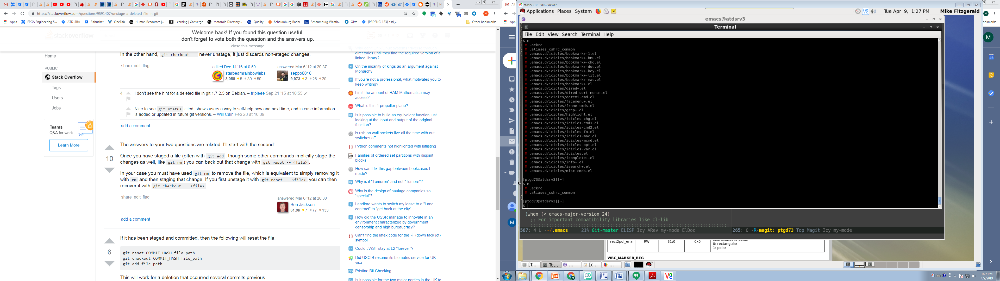 https://stackoverflow.com/questions/9591407/unstage-a-deleted-file-in-git
Apps
FPGA Engineering S...
ATD JIRA
Bitbucket
OneTab
Human Resources |...
Learning | Converge
Motorola Directory...
Quality
Schaumburg Radar
Schaumburg Weath...
Okta
[PSDENG-133] psd_...
Other bookmarks
Welcome back! If you found this question useful,
don't forget to vote both the question and the answers up.
close this message
Home
PUBLIC
Stack Overflow
Tags
Users
Jobs
Teams
Q&A for work
Learn More
In the other hand, git checkout -- never unstage, it just discards non-staged changes.
share edit flag
edited Dec 14 '16 at 9:59
starbeamrainbowlabs
3,058 5 30 50
answered Mar 6 '12 at 20:37
seppo0010
9,973 3 26 29
4 I don't see the hint for a deleted file in git 1.7.2.5 on Debian. – tripleee Sep 21 '15 at 10:55
Nice to see git status cited; shows users a way to self-help now and next time, and in case information
is added or updated in future git versions. – Will Cain Feb 28 at 16:39
add a comment
10
The answers to your two questions are related. I'll start with the second:
Once you have staged a file (often with git add, though some other commands implicitly stage the
changes as well, like git rm) you can back out that change with git reset -- <file>.
In your case you must have used git rm to remove the file, which is equivalent to simply removing it
with rm and then staging that change. If you first unstage it with git reset -- <file> you can then
recover it with git checkout -- <file>.
share edit flag
answered Mar 6 '12 at 20:38
Ben Jackson
61.9k 7 77 133
add a comment
6
If it has been staged and committed, then the following will reset the file:
git reset COMMIT_HASH file_path
git checkout COMMIT_HASH file_path
git add file_path
This will work for a deletion that occurred several commits previous.
directories until they find the required version of a
linked library?
On the insanity of kings as an argument against
Monarchy
If you're not a professional, what motivates you to
keep writing?
Limit the amount of RAM Mathematica may
access?
What is this 4-propeller plane?
Is it possible to build an equivalent function just
looking at the input and output of the original
function?
is usb on wall sockets live all the time with out
switches off
Python comments not highlighted with lstlisting
Families of ordered set partitions with disjoint
blocks
How can I fix this gap between bookcases I
made?
Why is it "Tumoren" and not "Tumore"?
Why is the design of haulage companies so
"special"?
Landlord wants to switch my lease to a "Land
contract" to "get back at the city"
How did the USSR manage to innovate in an
environment characterized by government
censorship and high bureaucracy?
Can't find the latex code for the ⍊ (down tack jot)
symbol
Could JWST stay at L2 "forever"?
Did USCIS resume its biometric service for UK
visa
Pristine Bit Checking
Is it possible for the two major parties in the UK to
atdsrv3:10 - VNC Viewer
Applications Places System
Tue Apr 9, 1:27 PM Mike Fitzgerald
emacs@atdsrv3
Terminal
File Edit View Search Terminal Help
$ m
M .ackrc
M .aliases_cshrc_common
M .emacs.d/icicles/bookmark+-1.el
M .emacs.d/icicles/bookmark+-bmu.el
M .emacs.d/icicles/bookmark+-chg.el
M .emacs.d/icicles/bookmark+-doc.el
M .emacs.d/icicles/bookmark+-key.el
M .emacs.d/icicles/bookmark+-lit.el
M .emacs.d/icicles/bookmark+-mac.el
M .emacs.d/icicles/bookmark+.el
M .emacs.d/icicles/dired+.el
M .emacs.d/icicles/dired-sort-menu+.el
M .emacs.d/icicles/doremi-cmd.el
M .emacs.d/icicles/facemenu+.el
M .emacs.d/icicles/frame-cmds.el
M .emacs.d/icicles/grep+.el
M .emacs.d/icicles/highlight.el
M .emacs.d/icicles/icicles-chg.el
M .emacs.d/icicles/icicles-cmd1.el
M .emacs.d/icicles/icicles-cmd2.el
M .emacs.d/icicles/icicles-fn.el
M .emacs.d/icicles/icicles-mac.el
M .emacs.d/icicles/icicles-mcmd.el
M .emacs.d/icicles/icicles-opt.el
M .emacs.d/icicles/icicles-var.el
M .emacs.d/icicles/icicles.el
M .emacs.d/icicles/icomplete+.el
M .emacs.d/icicles/info+.el
M .emacs.d/icicles/isearch+.el
M .emacs.d/icicles/misc-cmds.el
[ptgd73@atdsrv3][~]
$ m
M .ackrc
M .aliases_cshrc_common
[ptgd73@atdsrv3][~]
$
(when (< emacs-major-version 24)
;; For important compatibility libraries like cl-lib
587: 4 U -~/.emacs 21% Git-master ELISP Icy ARev my-mode ElDoc
265: 0 -R-magit: ptgd73 Top Magit Icy my-mode
rect2pol_ena RW 31:0 0x0
0: rectangular
1: polar
WBC_MARKER_REG
[T... Te... ... [c... ...
1:27 PM
4/9/2019